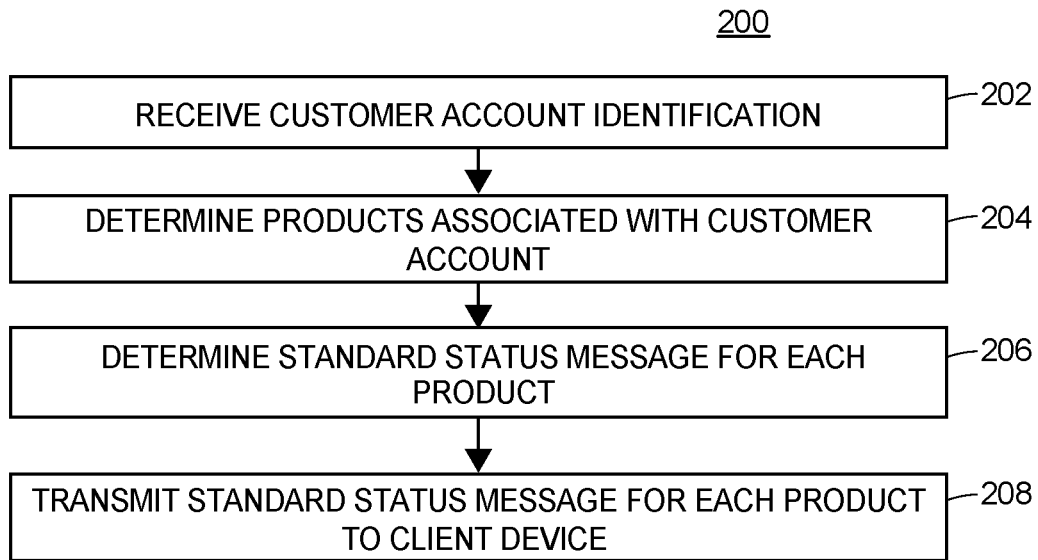 200
RECEIVE CUSTOMER ACCOUNT IDENTIFICATION
202
DETERMINE PRODUCTS ASSOCIATED WITH CUSTOMER
ACCOUNT
204
DETERMINE STANDARD STATUS MESSAGE FOR EACH
PRODUCT
206
TRANSMIT STANDARD STATUS MESSAGE FOR EACH PRODUCT
TO CLIENT DEVICE
208